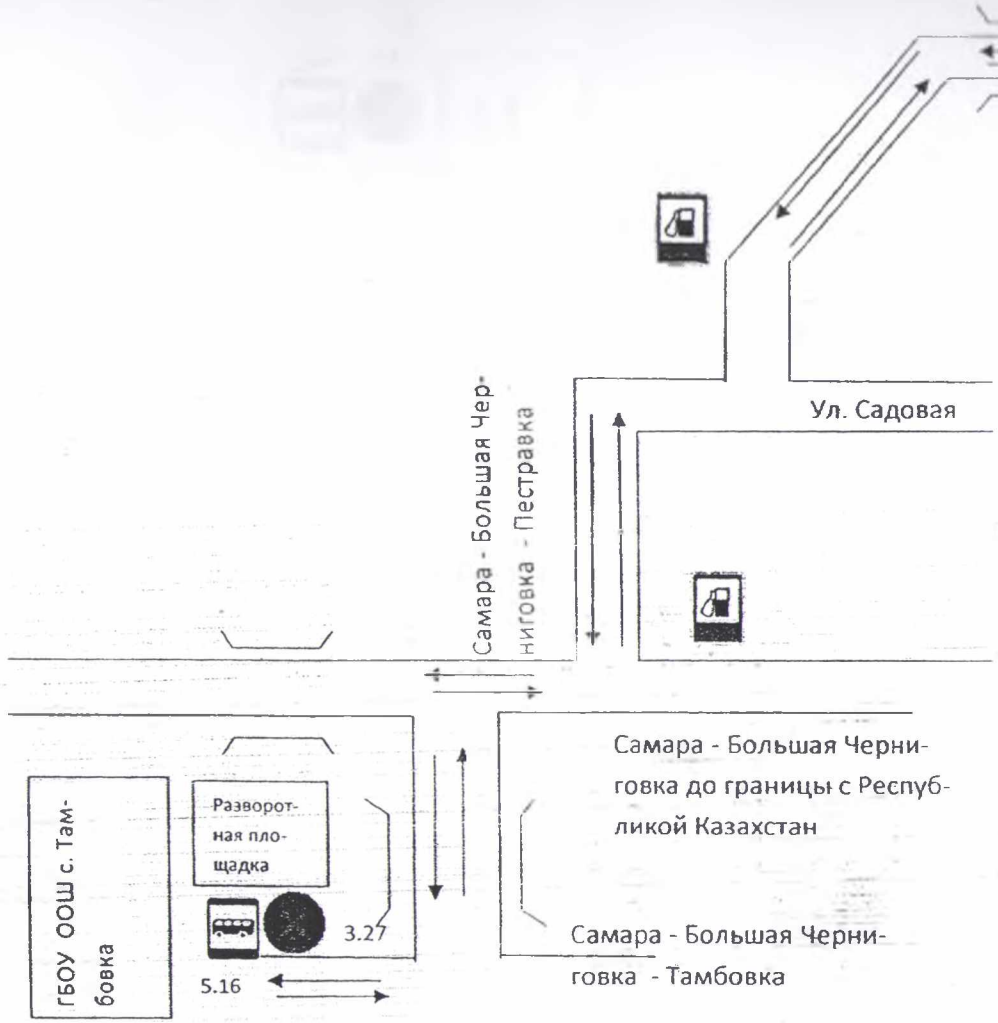 Ул. Садовая
Самара - Большая Чер-
ниговка - Пестравка
Самара - Большая Черни-
говка до границы с Респуб-
ликой Казахстан
ГБОУ ООШ с. Там-
бовка
Разворот-
ная пло-
щадка
3.27
5.16
Самара - Большая Черни-
говка - Тамбовка